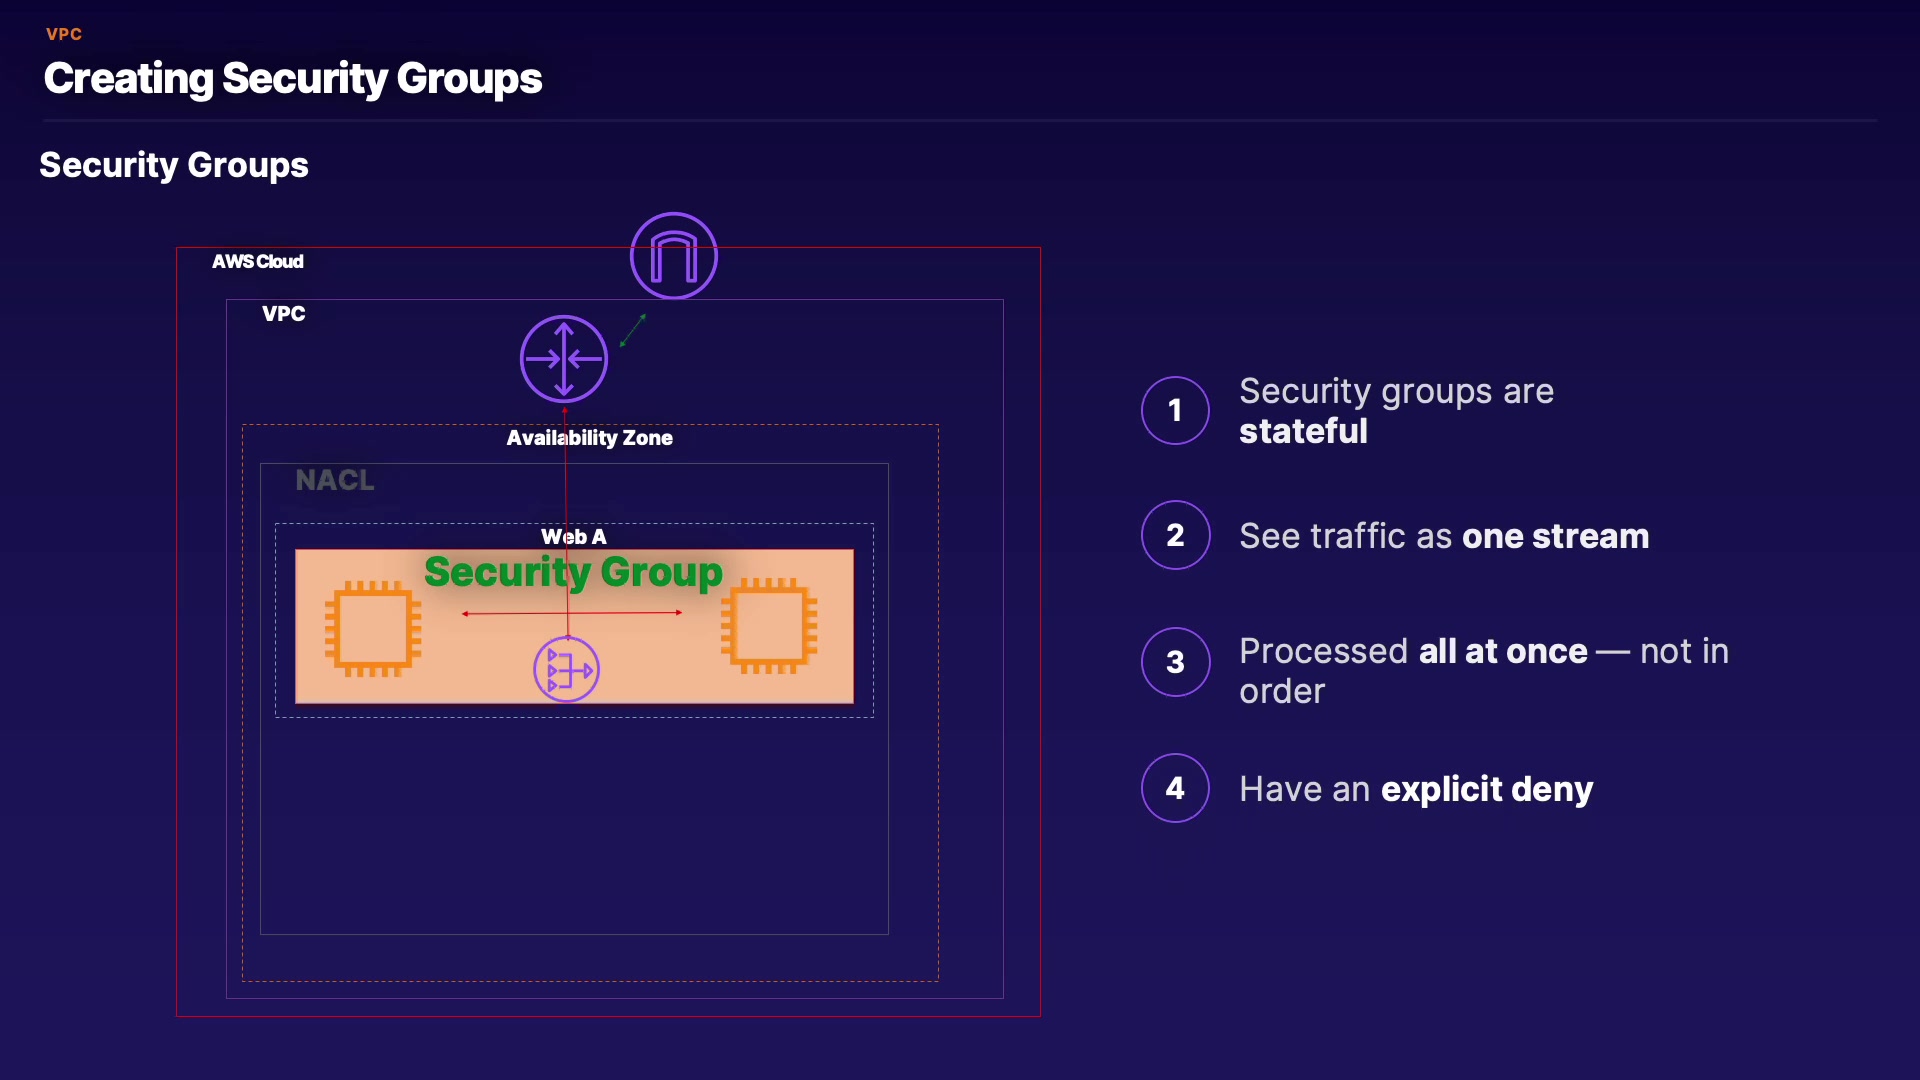 VPC
Creating Security Groups
Security Groups
AWS Cloud
VPC
Availability Zone
NACL
Web A
Security Group
1
Security groups are
stateful
2
See traffic as one stream
3
Processed all at once — not in
order
4
Have an explicit deny